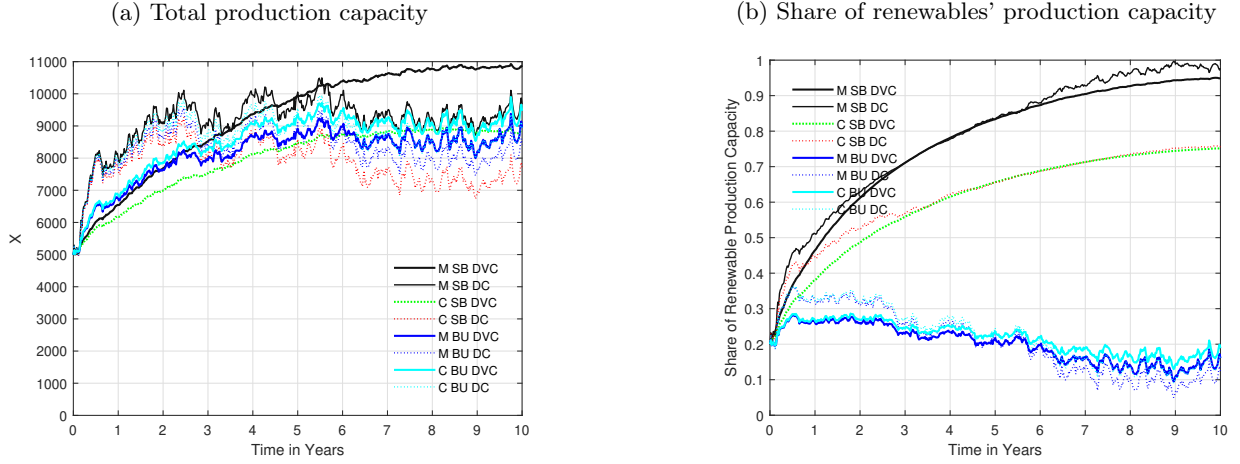 (a) Total production capacity
11000
10000
9000
8000
7000
6000
5000
4000
3000
2000
1000
0
X
0 1 2 3 4 5 6 7 8 9 10
Time in Years
M SB DVC
M SB DC
C SB DVC
C SB DC
M BU DVC
M BU DC
C BU DVC
C BU DC
(b) Share of renewables' production capacity
1
0.9
0.8
0.7
0.6
0.5
0.4
0.3
0.2
0.1
0
Share of Renewable Production Capacity
0 1 2 3 4 5 6 7 8 9 10
Time in Years
M SB DVC
M SB DC
C SB DVC
C SB DC
M BU DVC
M BU DC
C BU DVC
C BU DC